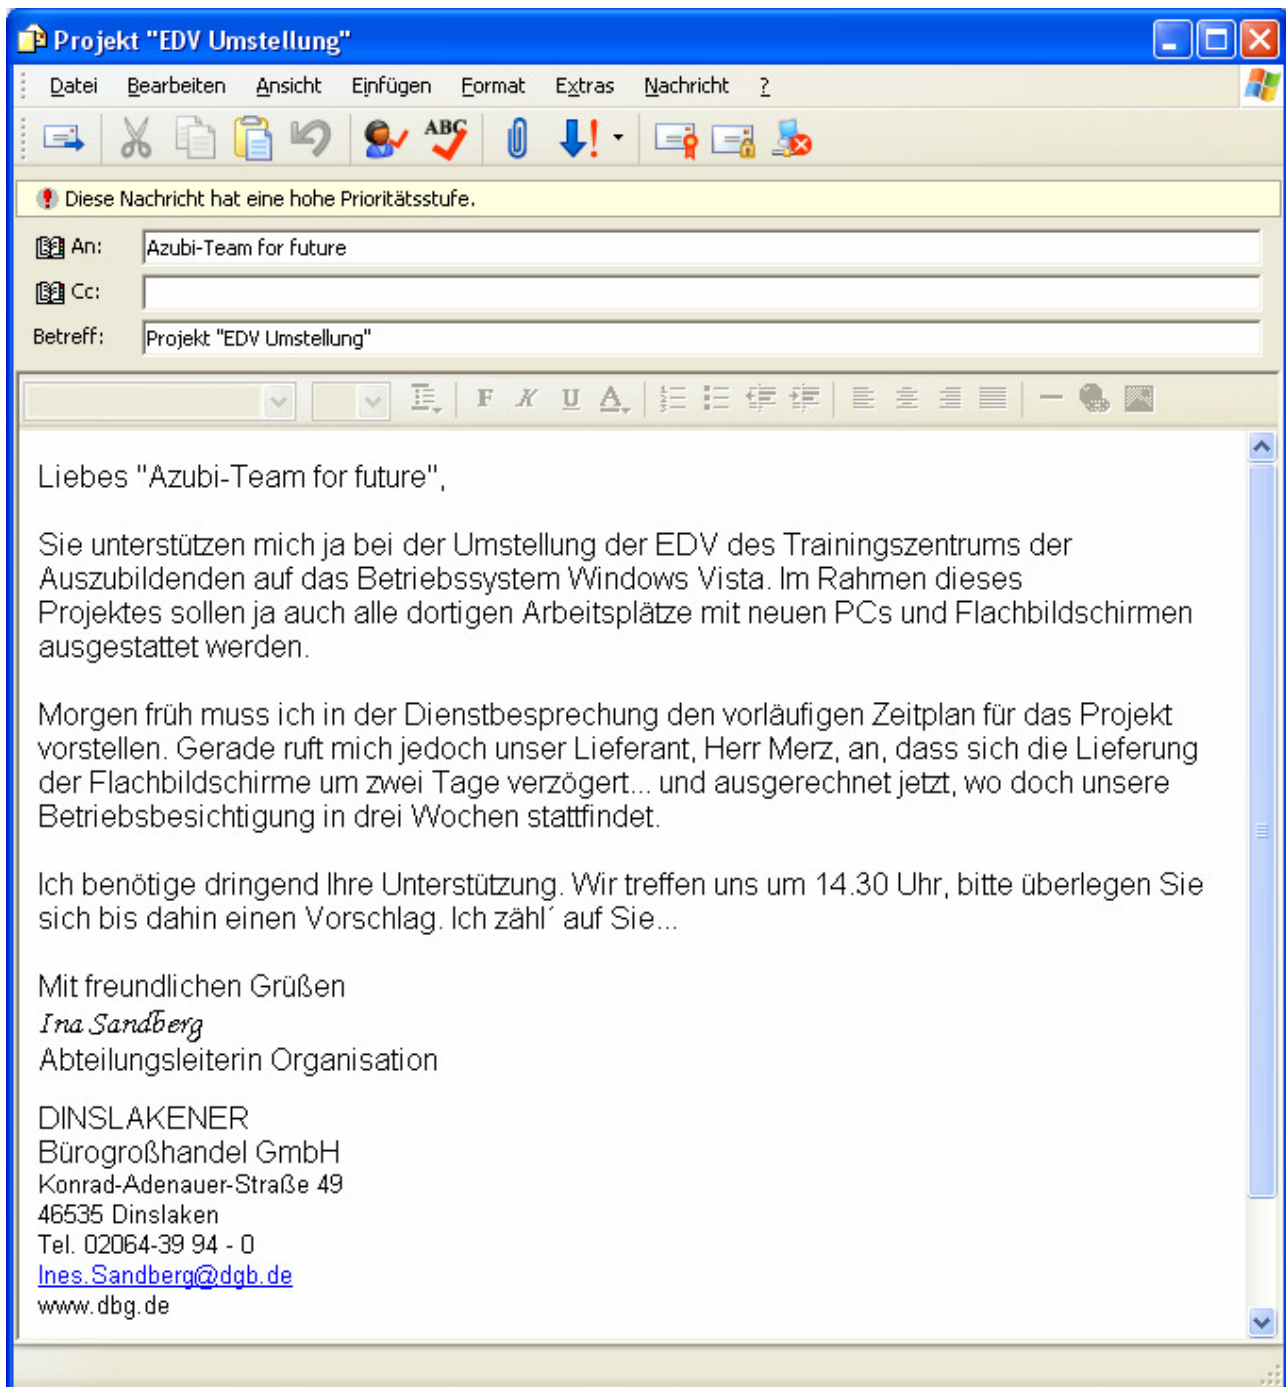 Projekt "EDV Umstellung"
Datei Bearbeiten Ansicht Einfügen Format Extras Nachricht ?
ABC
Diese Nachricht hat eine hohe Prioritätsstufe.
An: Azubi-Team for future
Cc:
Betreff: Projekt "EDV Umstellung"
F K U A
Liebes "Azubi-Team for future",
Sie unterstützen mich ja bei der Umstellung der EDV des Trainingszentrums der
Auszubildenden auf das Betriebssystem Windows Vista. Im Rahmen dieses
Projektes sollen ja auch alle dortigen Arbeitsplätze mit neuen PCs und Flachbildschirmen
ausgestattet werden.
Morgen früh muss ich in der Dienstbesprechung den vorläufigen Zeitplan für das Projekt
vorstellen. Gerade ruft mich jedoch unser Lieferant, Herr Merz, an, dass sich die Lieferung
der Flachbildschirme um zwei Tage verzögert... und ausgerechnet jetzt, wo doch unsere
Betriebsbesichtigung in drei Wochen stattfindet.
Ich benötige dringend Ihre Unterstützung. Wir treffen uns um 14.30 Uhr, bitte überlegen Sie
sich bis dahin einen Vorschlag. Ich zähl´ auf Sie...
Mit freundlichen Grüßen
Ina Sandberg
Abteilungsleiterin Organisation
DINSLAKENER
Bürogroßhandel GmbH
Konrad-Adenauer-Straße 49
46535 Dinslaken
Tel. 02064-39 94 - 0
Ines.Sandberg@dgb.de
www.dbg.de